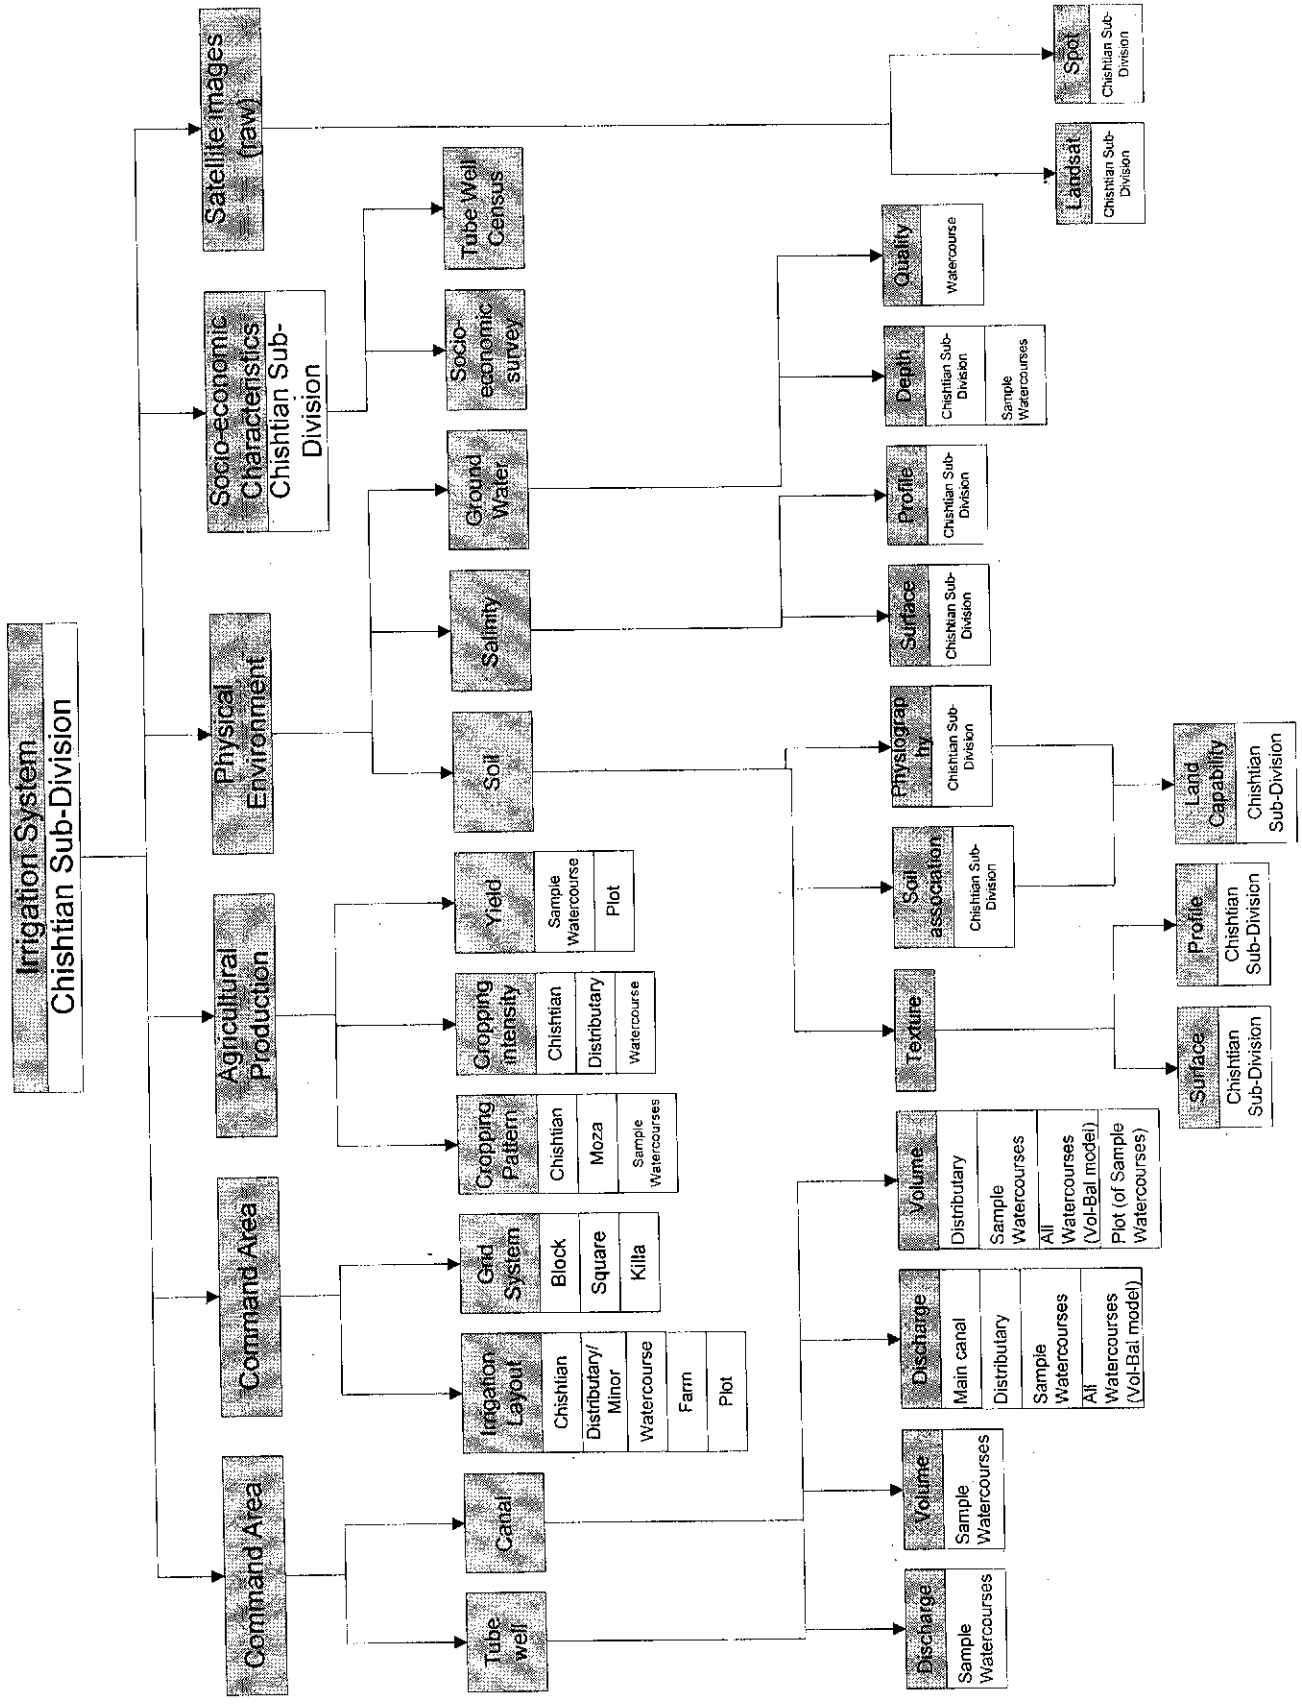 Irrigation System
Chishtian Sub-Division
Command Area
Command Area
Agricultural
Production
Physical
Environment
Socio-economic
Characteristics
Chishtian Sub-
Division
Satellite Images
(raw)
Tube
well
Canal
Irrigation
Layout
Chishtian
Distributary/
Minor
Watercourse
Farm
Plot
Grid
System
Block
Square
Killa
Cropping
Pattern
Chishtian
Moza
Sample
Watercourses
Cropping
intensity
Chishtian
Distributary
Watercourse
Yield
Sample
Watercourse
Plot
Soil
Salinity
Ground
Water
Socio-
economic
survey
Tube Well
Census
Discharge
Sample
Watercourses
Volume
Sample
Watercourses
Discharge
Main canal
Distributary
Sample
Watercourses
All
Watercourses
(Vol-Bal model)
Volume
Distributary
Sample
Watercourses
All
Watercourses
(Vol-Bal model)
Plot (of Sample
Watercourses)
Texture
Soil
association
Chishtian Sub-
Division
Physiograp
hy
Chishtian Sub-
Division
Surface
Chishtian Sub-
Division
Profile
Chishtian Sub-
Division
Depth
Chishtian Sub-
Division
Sample
Watercourses
Quality
Watercourse
Landsat
Chishtian Sub-
Division
Spot
Chishtian Sub-
Division
Surface
Chishtian
Sub-Division
Profile
Chishtian
Sub-Division
Land
Capability
Chishtian
Sub-Division